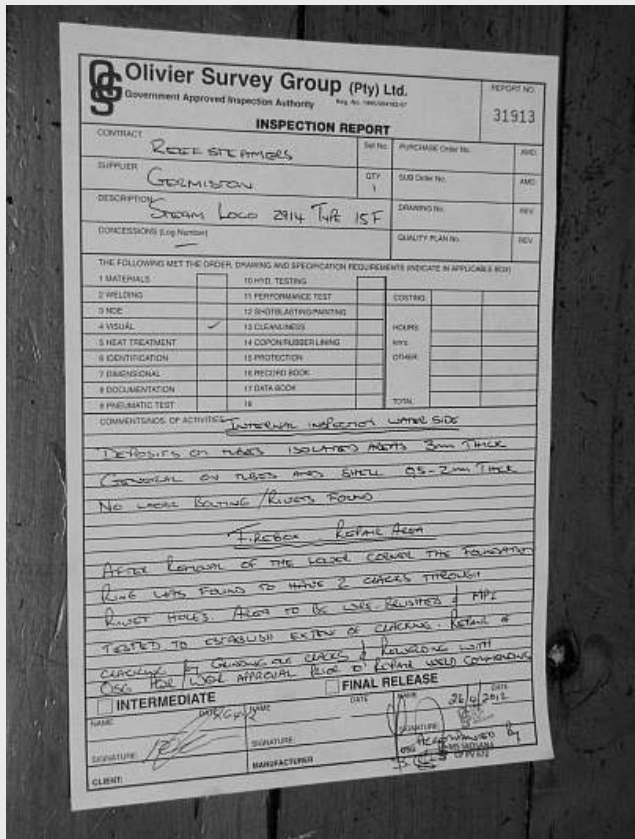 OSG
Olivier Survey Group (Pty) Ltd.
Government Approved Inspection Authority
REPORT NO.
31913
INSPECTION REPORT
CONTRACT
REEF STEAMERS
Ser No.
PURCHASE Order No.
AMD.
SUPPLIER
GERMISTON
QTY
1
SUB Order No.
AMD.
DESCRIPTION
STEAM LOCO 2914 TYPE 15F
DRAWING No.
REV.
CONCESSIONS (Log Number)
QUALITY PLAN No.
REV.
THE FOLLOWING MET THE ORDER, DRAWING AND SPECIFICATION REQUIREMENTS (INDICATE IN APPLICABLE BOX)
1 MATERIALS
10 HYD. TESTING
2 WELDING
11 PERFORMANCE TEST
COSTING
3 NDE
12 SHOTBLASTING/PAINTING
4 VISUAL ✓
13 CLEANLINESS
HOURS
5 HEAT TREATMENT
14 COPON/RUBBER LINING
kms
6 IDENTIFICATION
15 PROTECTION
OTHER
7 DIMENSIONAL
16 RECORD BOOK
8 DOCUMENTATION
17 DATA BOOK
9 PNEUMATIC TEST
18
TOTAL
COMMENTS/NOS. OF ACTIVITIES
INTERNAL INSPECTION WATER SIDE
DEPOSITS ON TUBES ISOLATED AREAS 3mm THICK
GENERAL ON TUBES AND SHELL 0.5-2mm THICK
NO LOOSE BOLTING / RIVETS FOUND
FIREBOX REPAIR AREA
AFTER REMOVAL OF THE LOWER CORNER THE FOUNDATION
RING WAS FOUND TO HAVE 2 CRACKS THROUGH
RIVET HOLES. AREA TO BE WIRE-BRUSHED & MPI
TESTED TO ESTABLISH EXTENT OF CRACKING. REPAIR OF
CRACKING BY GRINDING OUT CRACKS & REWELDING WITH
OSG FOR USER APPROVAL PRIOR TO REPAIR WELD COMMENCING
INTERMEDIATE
FINAL RELEASE
NAME
DATE
NAME
DATE
NAME
DATE
2012
SIGNATURE:
SIGNATURE:
SIGNATURE:
CLIENT:
MANUFACTURER
OSG